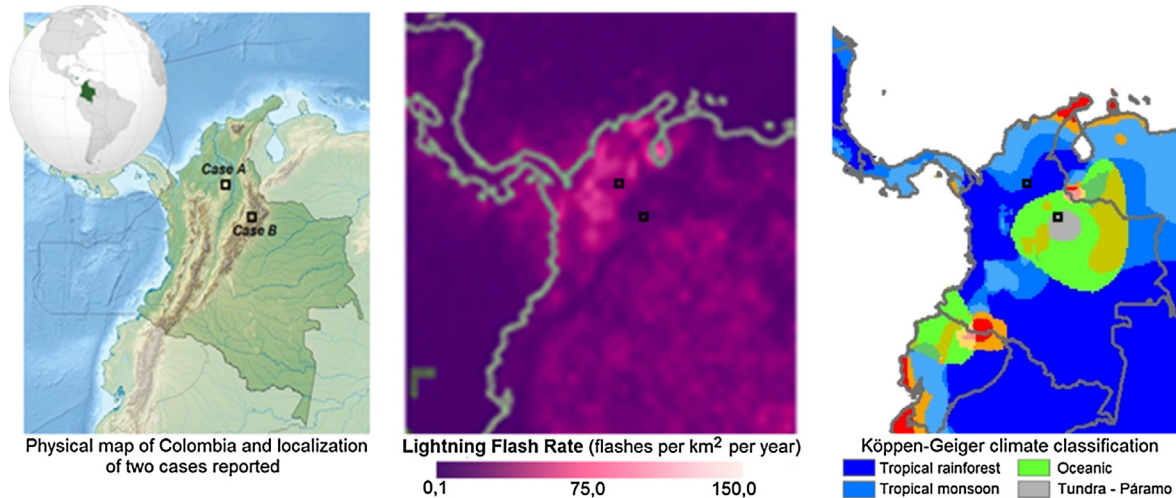 Case A
Case B
Physical map of Colombia and localization
of two cases reported
Lightning Flash Rate (flashes per km² per year)
0,1 75,0 150,0
Köppen-Geiger climate classification
Tropical rainforest Oceanic
Tropical monsoon Tundra - Páramo